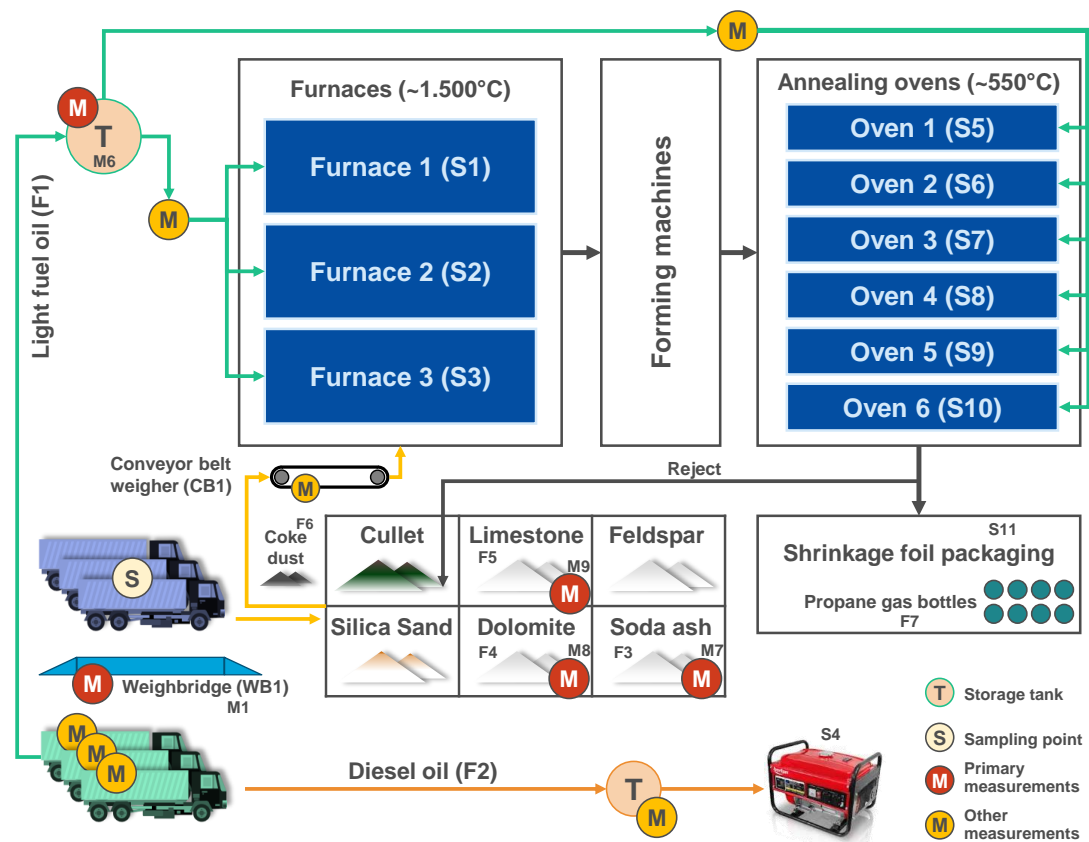 M
M
T
M6
M
Light fuel oil (F1)
Furnaces (~1.500°C)
Furnace 1 (S1)
Furnace 2 (S2)
Furnace 3 (S3)
Forming machines
Annealing ovens (~550°C)
Oven 1 (S5)
Oven 2 (S6)
Oven 3 (S7)
Oven 4 (S8)
Oven 5 (S9)
Oven 6 (S10)
Conveyor belt
weigher (CB1)
M
Reject
F6
Coke
dust
Cullet
Limestone
F5
M9
M
Feldspar
Silica Sand
Dolomite
F4
M8
M
Soda ash
F3
M7
M
S11
Shrinkage foil packaging
Propane gas bottles
F7
S
M
Weighbridge (WB1)
M1
M
M
M
Diesel oil (F2)
T
M
S4
T
Storage tank
S
Sampling point
M
Primary
measurements
M
Other
measurements